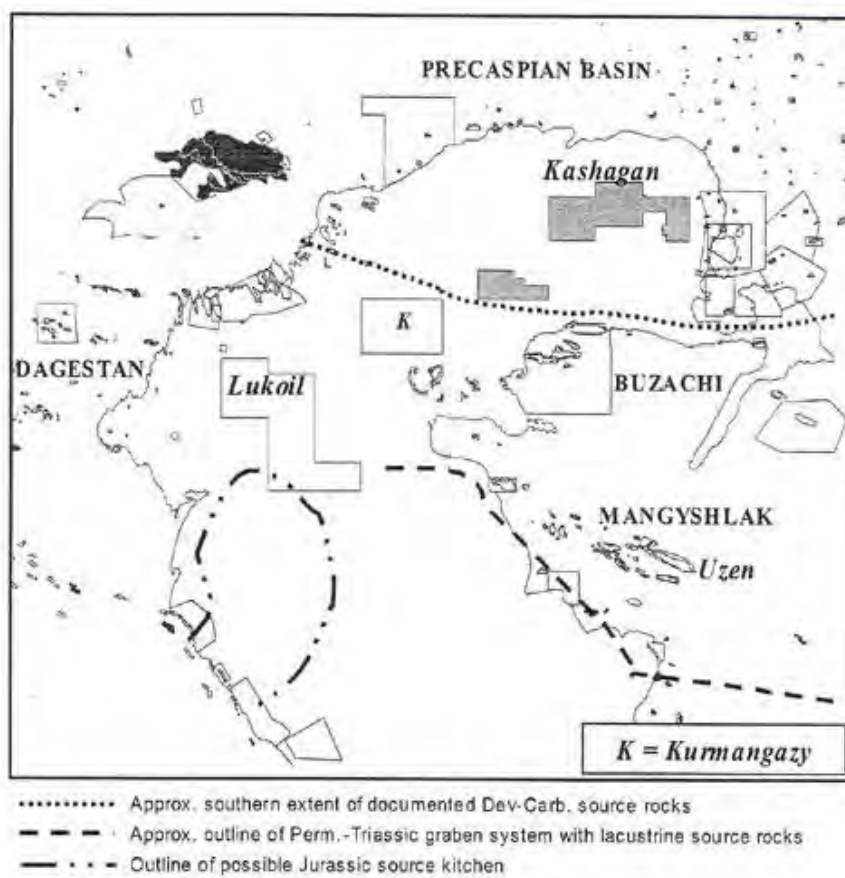 PRECASPIAN BASIN
Kashagan
K
DAGESTAN
Lukoil
BUZACHI
MANGYSHLAK
Uzen
K = Kurmangazy
Approx. southern extent of documented Dev-Carb. source rocks
Approx. outline of Perm.-Triassic graben system with lacustrine source rocks
Outline of possible Jurassic source kitchen